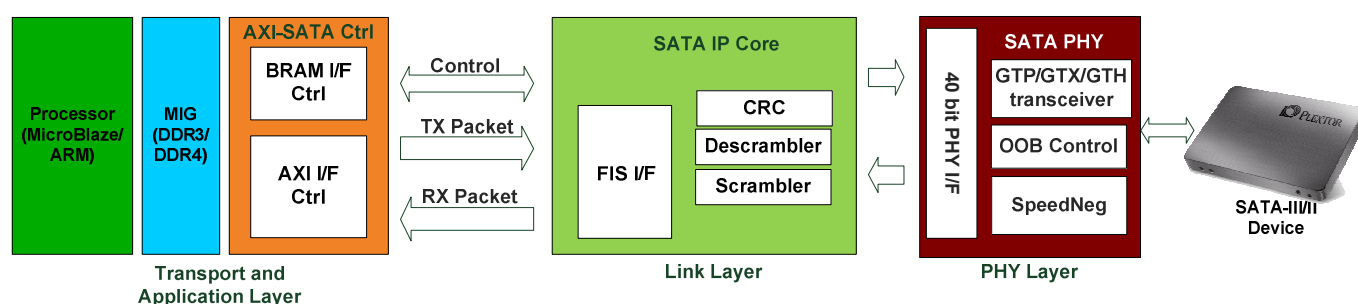 Processor
(MicroBlaze/
ARM)
MIG
(DDR3/
DDR4)
AXI-SATA Ctrl
BRAM I/F
Ctrl
AXI I/F
Ctrl
Transport and
Application Layer
Control
TX Packet
RX Packet
SATA IP Core
FIS I/F
CRC
Descrambler
Scrambler
Link Layer
40 bit PHY I/F
SATA PHY
GTP/GTX/GTH
transceiver
OOB Control
SpeedNeg
PHY Layer
PLEXTOR
SATA-III/II
Device